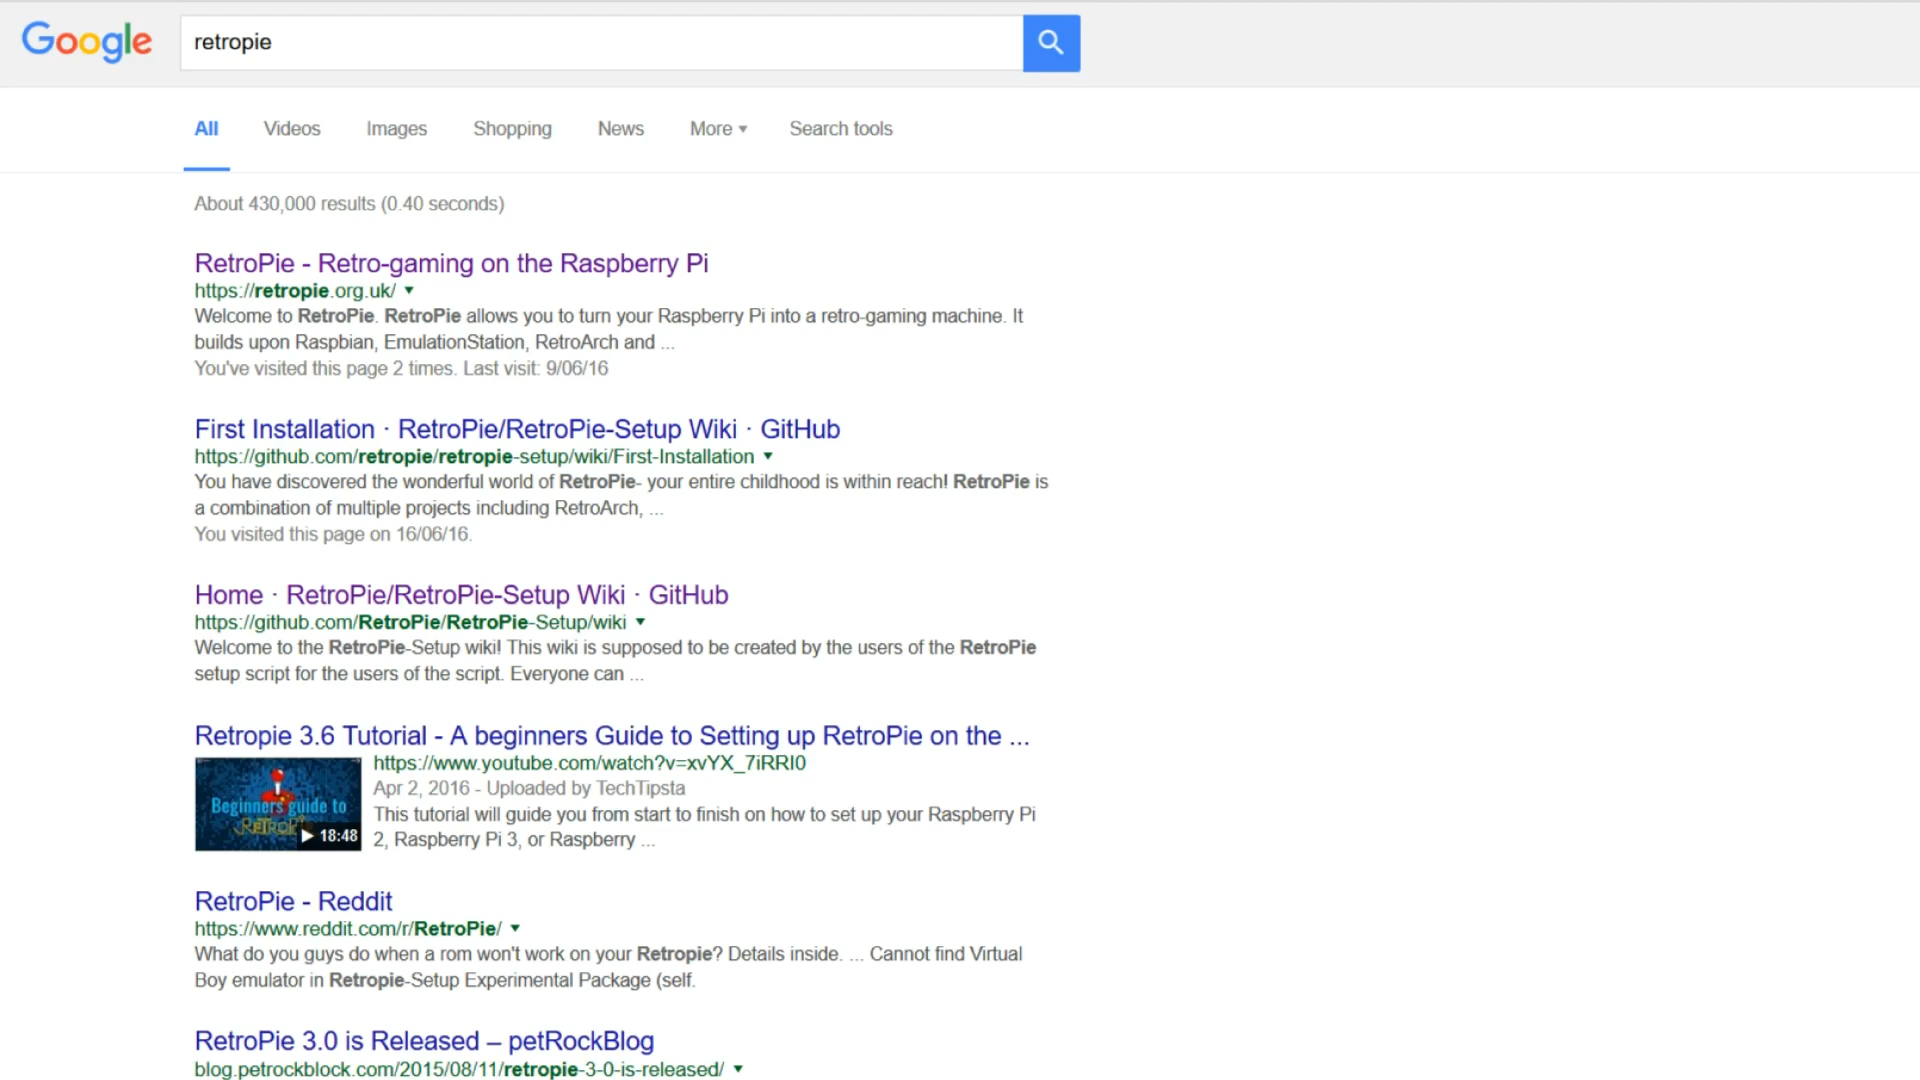 Google retropie
All Videos Images Shopping News More ▾ Search tools
About 430,000 results (0.40 seconds)
RetroPie - Retro-gaming on the Raspberry Pi
https://retropie.org.uk/ ▾
Welcome to RetroPie. RetroPie allows you to turn your Raspberry Pi into a retro-gaming machine. It
builds upon Raspbian, EmulationStation, RetroArch and ...
You've visited this page 2 times. Last visit: 9/06/16
First Installation · RetroPie/RetroPie-Setup Wiki · GitHub
https://github.com/retropie/retropie-setup/wiki/First-Installation ▾
You have discovered the wonderful world of RetroPie- your entire childhood is within reach! RetroPie is
a combination of multiple projects including RetroArch, ...
You visited this page on 16/06/16.
Home · RetroPie/RetroPie-Setup Wiki · GitHub
https://github.com/RetroPie/RetroPie-Setup/wiki ▾
Welcome to the RetroPie-Setup wiki! This wiki is supposed to be created by the users of the RetroPie
setup script for the users of the script. Everyone can ...
Retropie 3.6 Tutorial - A beginners Guide to Setting up RetroPie on the ...
Beginners guide to
RETROPI
18:48
https://www.youtube.com/watch?v=xvYX_7iRRI0
Apr 2, 2016 - Uploaded by TechTipsta
This tutorial will guide you from start to finish on how to set up your Raspberry Pi
2, Raspberry Pi 3, or Raspberry ...
RetroPie - Reddit
https://www.reddit.com/r/RetroPie/ ▾
What do you guys do when a rom won't work on your Retropie? Details inside. ... Cannot find Virtual
Boy emulator in Retropie-Setup Experimental Package (self.
RetroPie 3.0 is Released – petRockBlog
blog.petrockblock.com/2015/08/11/retropie-3-0-is-released/ ▾